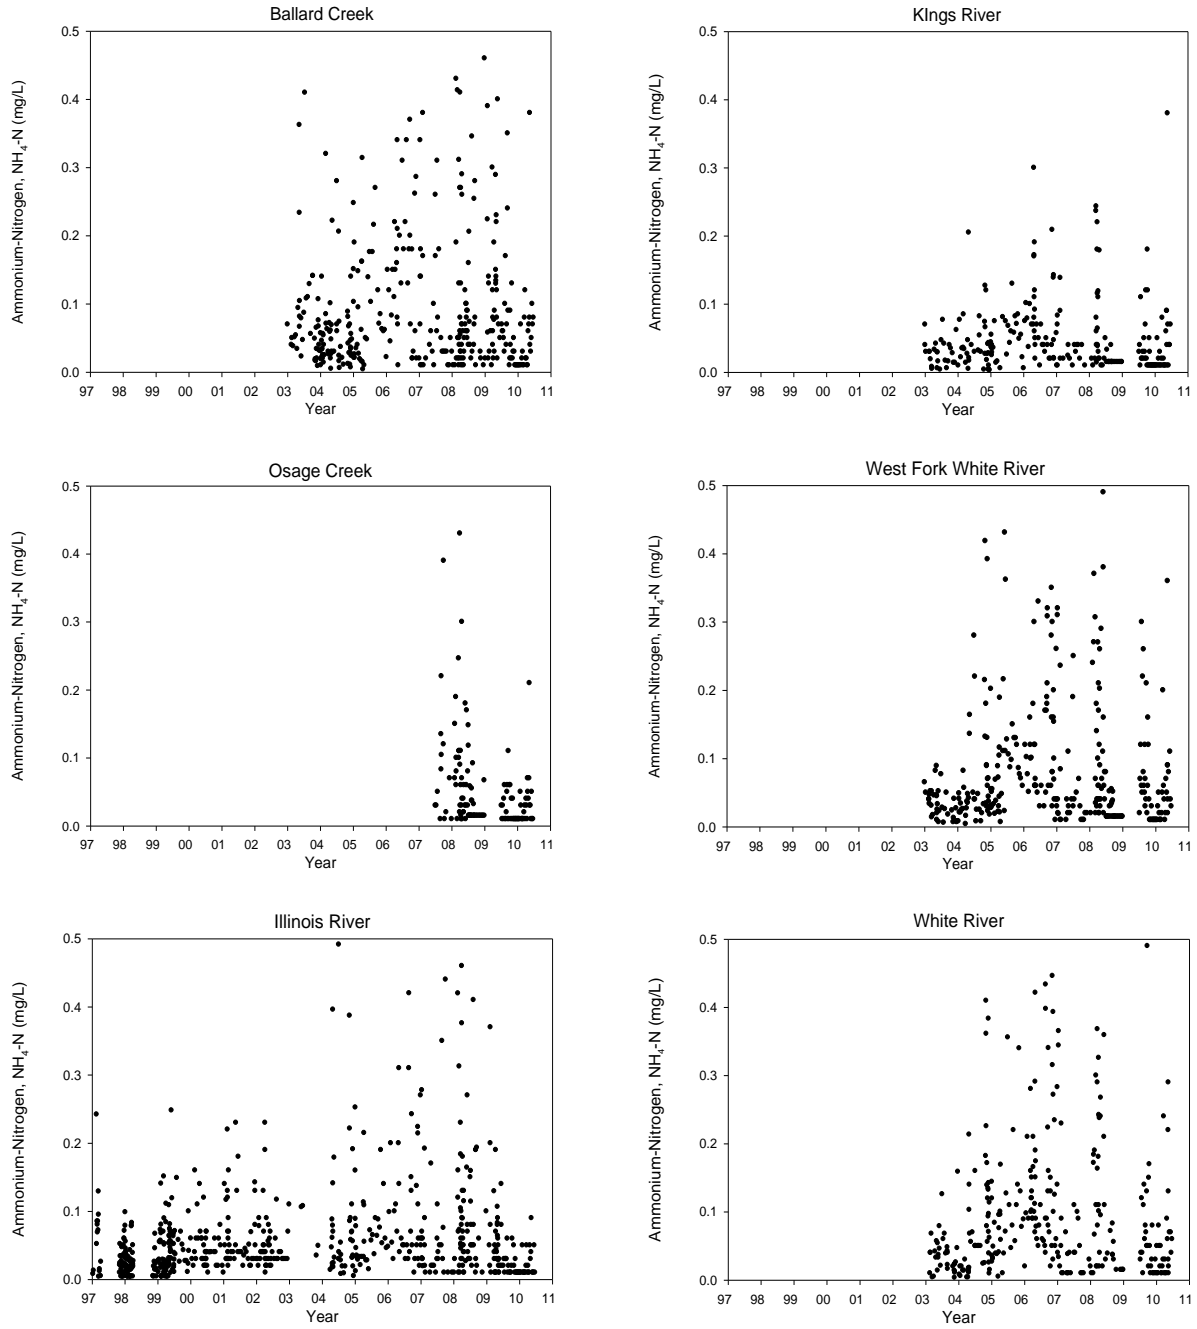 Ballard Creek
Ammonium-Nitrogen, NH4-N (mg/L)
0.5
0.4
0.3
0.2
0.1
0.0
97 98 99 00 01 02 03 04 05 06 07 08 09 10 11
Year
KIngs River
Ammonium-Nitrogen, NH4-N (mg/L)
0.5
0.4
0.3
0.2
0.1
0.0
97 98 99 00 01 02 03 04 05 06 07 08 09 10 11
Year
Osage Creek
Ammonium-Nitrogen, NH4-N (mg/L)
0.5
0.4
0.3
0.2
0.1
0.0
97 98 99 00 01 02 03 04 05 06 07 08 09 10 11
Year
West Fork White River
Ammonium-Nitrogen, NH4-N (mg/L)
0.5
0.4
0.3
0.2
0.1
0.0
97 98 99 00 01 02 03 04 05 06 07 08 09 10 11
Year
Illinois River
Ammonium-Nitrogen, NH4-N (mg/L)
0.5
0.4
0.3
0.2
0.1
0.0
97 98 99 00 01 02 03 04 05 06 07 08 09 10 11
Year
White River
Ammonium-Nitrogen, NH4-N (mg/L)
0.5
0.4
0.3
0.2
0.1
0.0
97 98 99 00 01 02 03 04 05 06 07 08 09 10 11
Year